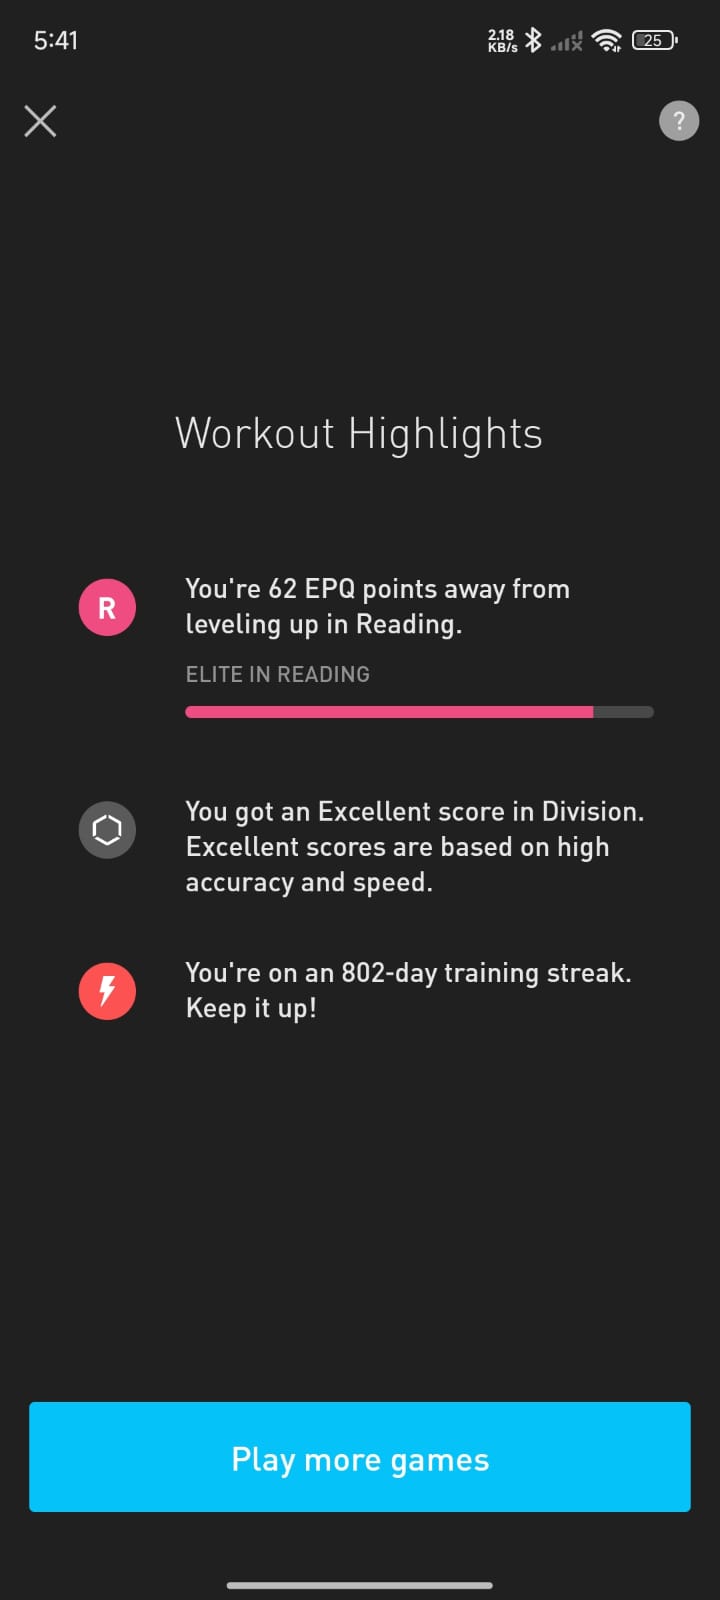 5:41
2.18
KB/s
25
?
Workout Highlights
R
You're 62 EPQ points away from
leveling up in Reading.
ELITE IN READING
You got an Excellent score in Division.
Excellent scores are based on high
accuracy and speed.
You're on an 802-day training streak.
Keep it up!
Play more games